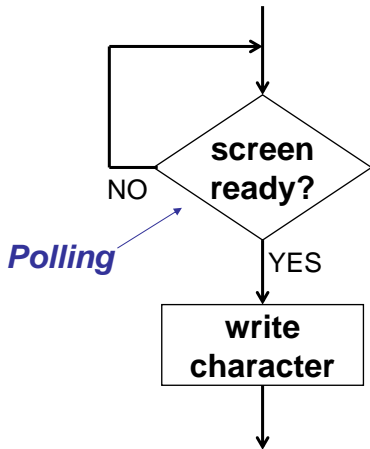 screen
ready?
NO
Polling
YES
write
character